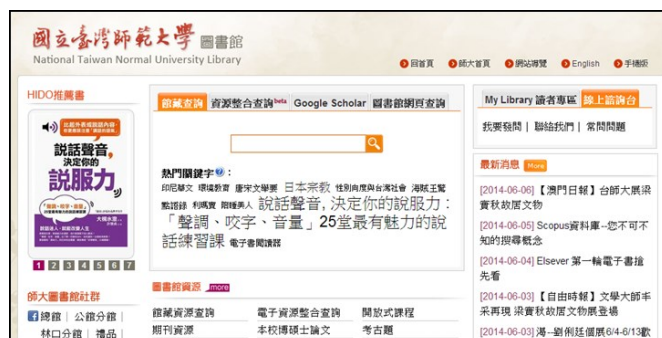 國立臺灣師範大學 圖書館
National Taiwan Normal University Library
回首頁 師大首頁 網站導覽 English 手機版
HIDO推薦書
說話聲音,
決定你的
說服力
1 2 3 4 5 6 7
師大圖書館社群
總館 | 公館分館 |
林口分館 | 禮品 |
館藏查詢 資源整合查詢beta Google Scholar 圖書館網頁查詢
熱門關鍵字 :
印尼華文 環境教育 唐宋文學要 日本宗教 性別向度與台灣社會 海賊王驚
點語錄 利瑪竇 睡美人 說話聲音,決定你的說服力:
「聲調、咬字、音量」25堂最有魅力的說
話練習課 電子書閱讀器
圖書館資源 more
館藏資源查詢 電子資源整合查詢 開放式課程
期刊資源 本校博碩士論文 考古題
My Library 讀者專區 線上諮詢台
我要發問 | 聯絡我們 | 常問問題
最新消息 More
[2014-06-06] 【澳門日報】台師大展梁
實秋故居文物
[2014-06-05] Scopus資料庫--您不可不
知的搜尋概念
[2014-06-04] Elsever 第一輪電子書搶
先看
[2014-06-03] 【自由時報】文學大師丰
采再現 梁實秋故居文物展登場
[2014-06-03] 漫--劉俐廷個展6/4-6/13歡